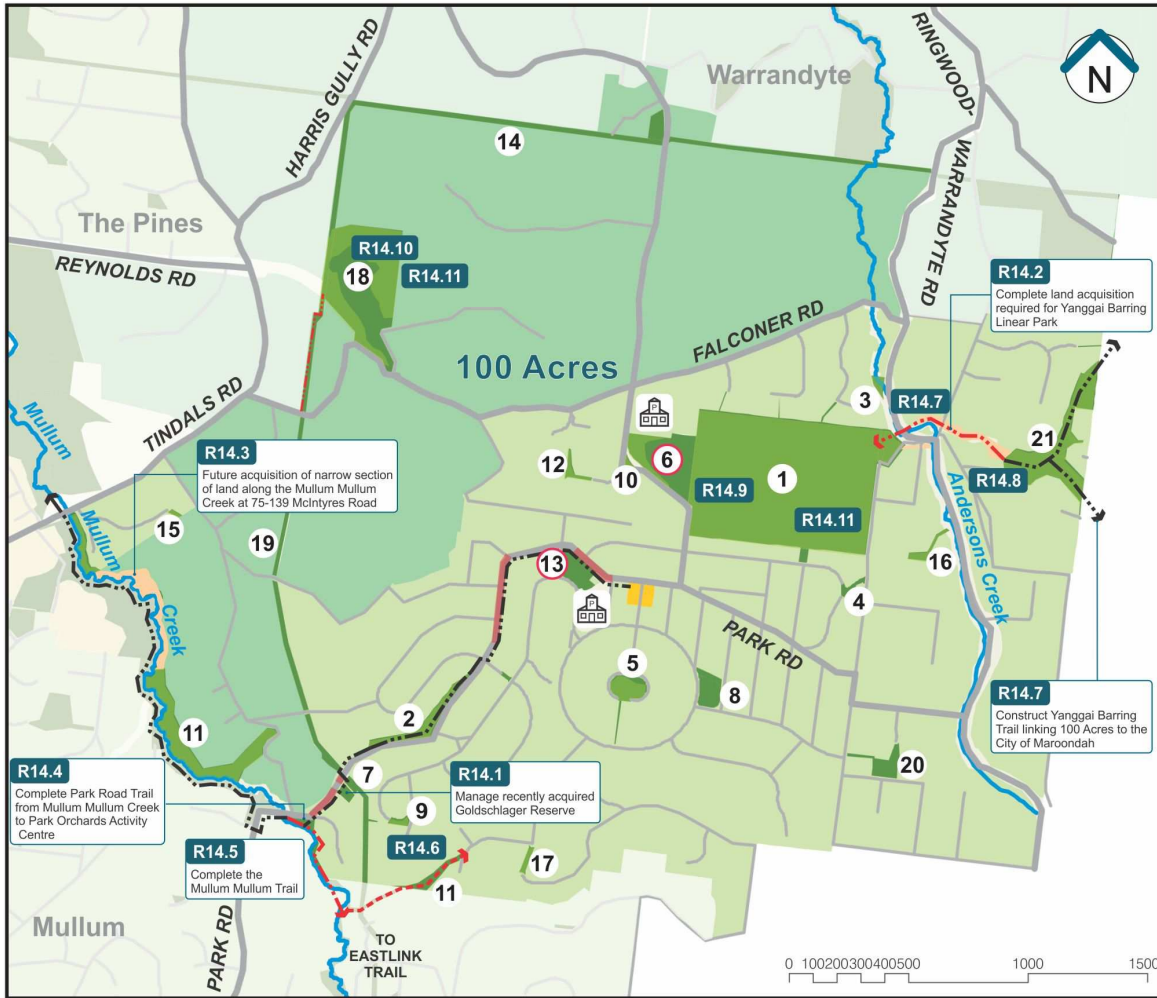 Warrandyte
RINGWOOD-
WARRANDYTE RD
N
HARRIS GULLY RD
14
The Pines
REYNOLDS RD
R14.10
18
R14.11
R14.2
Complete land acquisition
required for Yanggai Barring
Linear Park
100 Acres
FALCONER RD
TINDALS RD
3
R14.7
21
Mullum
Mullum
Creek
R14.3
Future acquisition of narrow section
of land along the Mullum Mullum
Creek at 75-139 McIntyres Road
P
12
10
6
R14.9
1
R14.8
R14.11
15
19
13
P
16
Andersons Creek
4
PARK RD
5
8
R14.7
Construct Yanggai Barring
Trail linking 100 Acres to the
City of Maroondah
2
11
20
R14.4
Complete Park Road Trail
from Mullum Mullum Creek
to Park Orchards Activity
Centre
7
R14.1
Manage recently acquired
Goldschlager Reserve
9
R14.6
R14.5
Complete the
Mullum Mullum Trail
17
11
Mullum
PARK RD
TO
EASTLINK
TRAIL
0 100200300400500 1000 1500